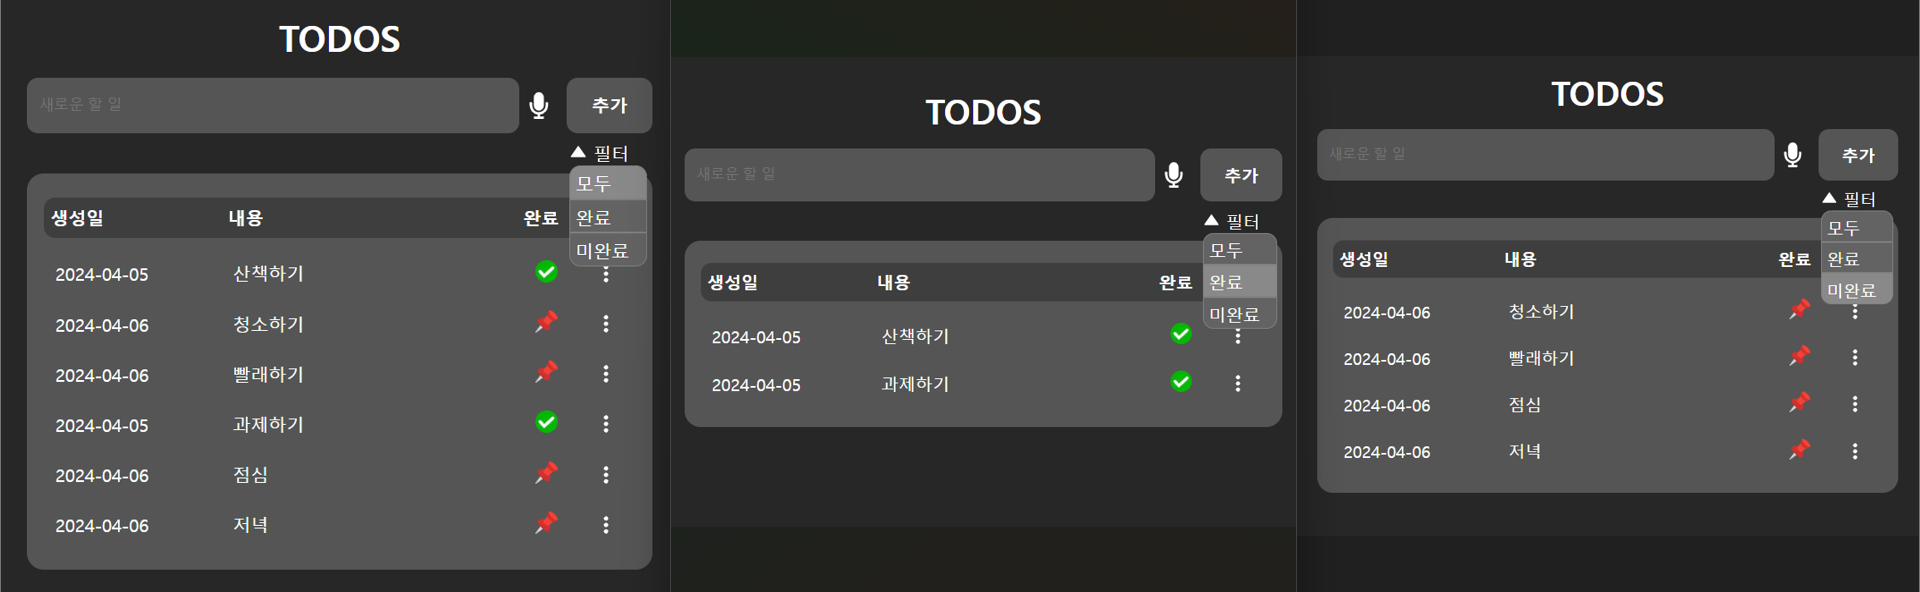 TODOS
새로운 할 일
추가
▲ 필터
모두
완료
미완료
생성일 내용 완료
2024-04-05 산책하기
2024-04-06 청소하기
2024-04-06 빨래하기
2024-04-05 과제하기
2024-04-06 점심
2024-04-06 저녁
TODOS
새로운 할 일
추가
▲ 필터
모두
완료
미완료
생성일 내용 완료
2024-04-05 산책하기
2024-04-05 과제하기
TODOS
새로운 할 일
추가
▲ 필터
모두
완료
미완료
생성일 내용 완료
2024-04-06 청소하기
2024-04-06 빨래하기
2024-04-06 점심
2024-04-06 저녁